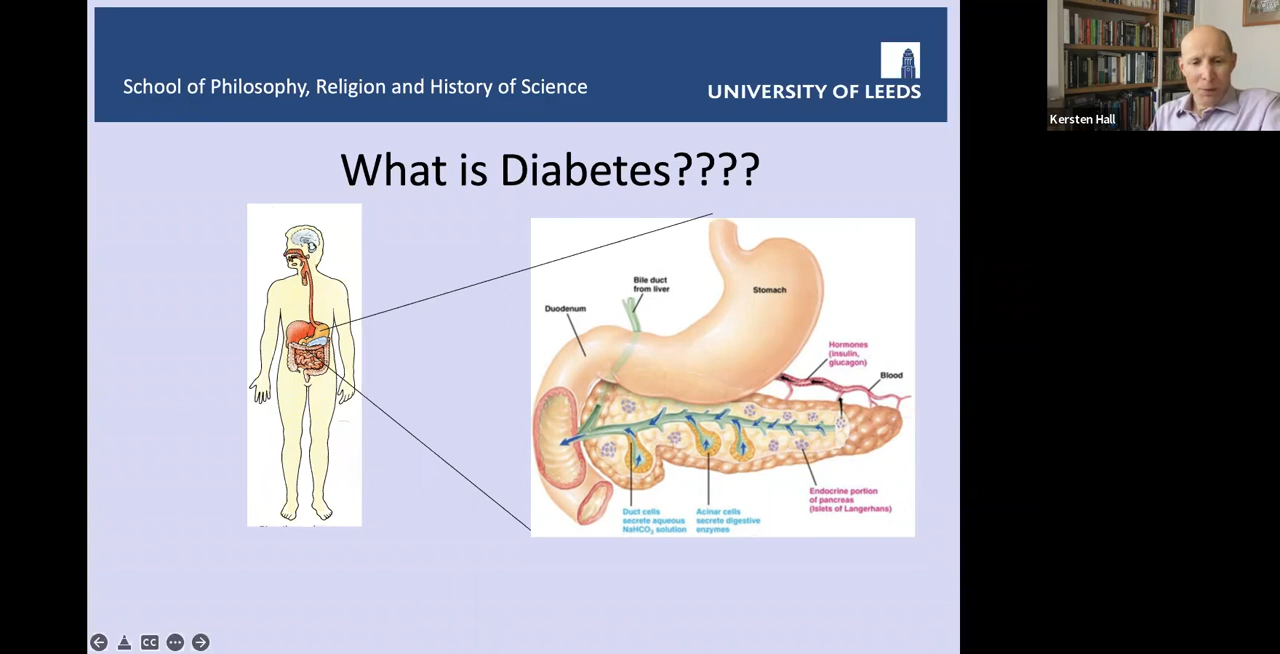 School of Philosophy, Religion and History of Science
UNIVERSITY OF LEEDS
Kersten Hall
What is Diabetes????
Bile duct
from liver
Stomach
Duodenum
Hormones
(insulin,
glucagon)
Blood
Endocrine portion
of pancreas
(Islets of Langerhans)
Duct cells
secrete aqueous
NaHCO3 solution
Acinar cells
secrete digestive
enzymes
CC